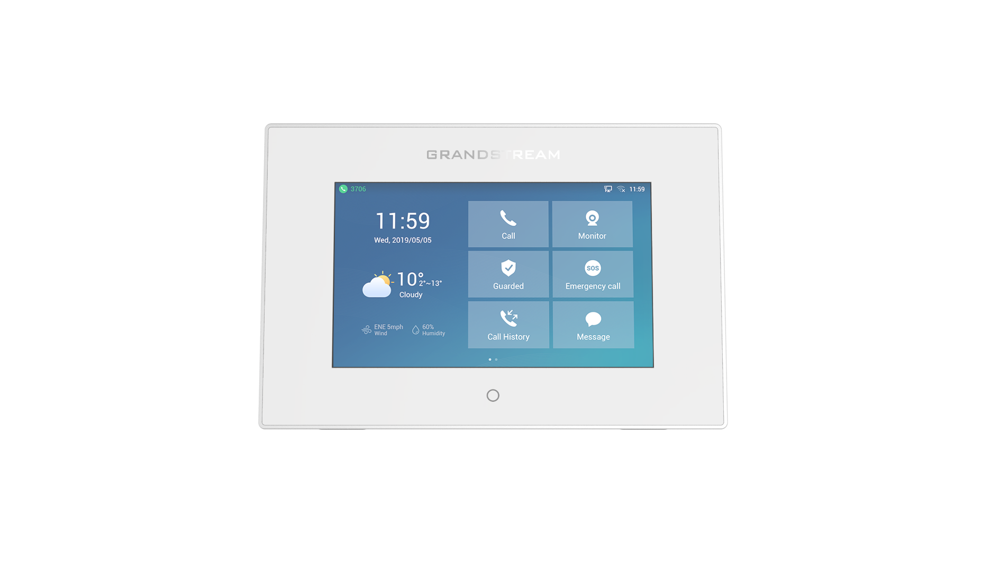 GRANDSTREAM
3706
11:59
11:59
Wed, 2019/05/05
10°
2°~13°
Cloudy
ENE 5mph
Wind
60%
Humidity
Call
Monitor
Guarded
SOS
Emergency call
Call History
Message